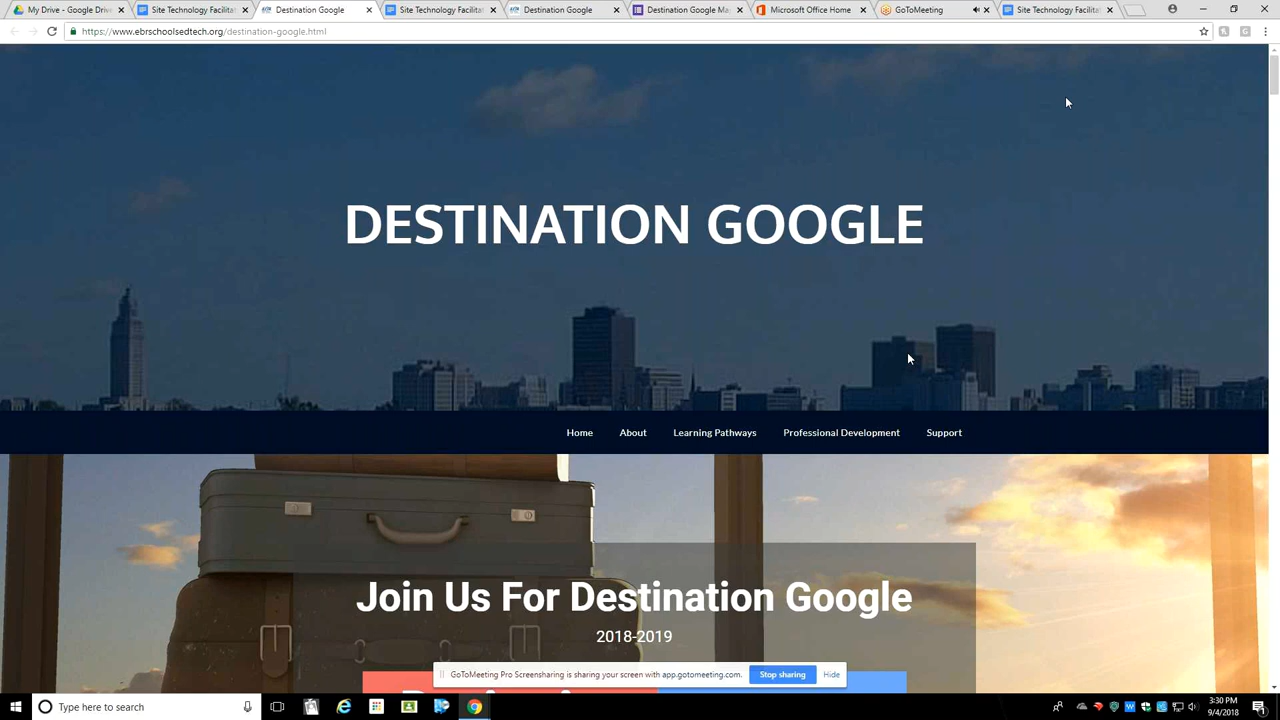 My Drive - Google Drive
Site Technology Facilitat
Destination Google
Site Technology Facilitat
Destination Google
Destination Google Ma
Microsoft Office Home
GoToMeeting
Site Technology Facilitat
https://www.ebrschoolsedtech.org/destination-google.html
DESTINATION GOOGLE
Home About Learning Pathways Professional Development Support
Join Us For Destination Google
2018-2019
GoToMeeting Pro Screensharing is sharing your screen with app.gotomeeting.com. Stop sharing Hide
Type here to search
3:30 PM
9/4/2018